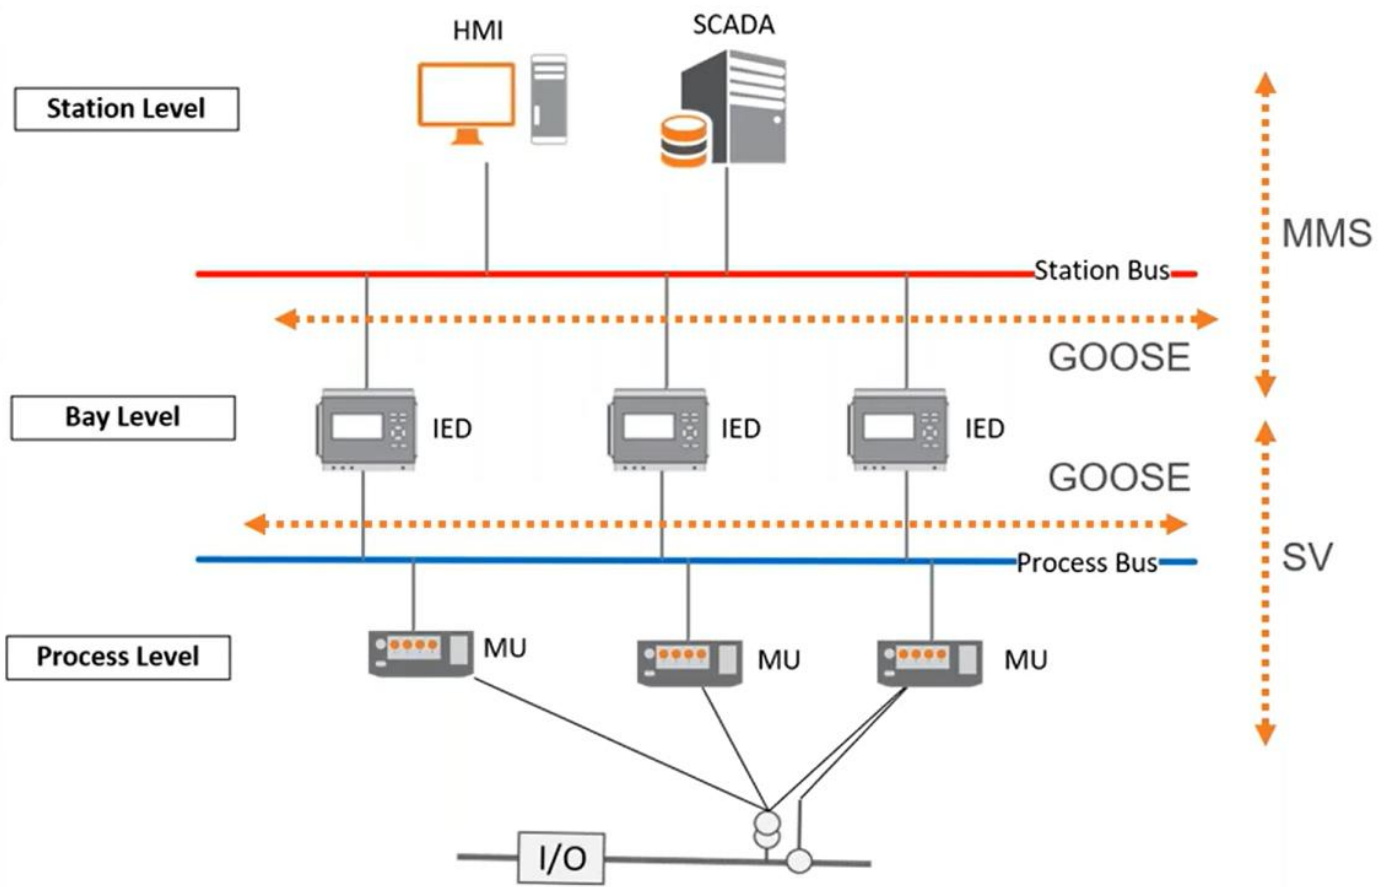 HMI
SCADA
Station Level
MMS
Station Bus
GOOSE
Bay Level
IED
IED
IED
GOOSE
SV
Process Bus
Process Level
MU
MU
MU
I/O